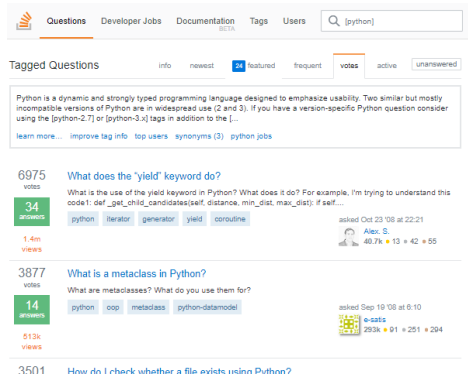 Questions Developer Jobs Documentation Tags Users [python]
BETA
Tagged Questions info newest 24 featured frequent votes active unanswered
Python is a dynamic and strongly typed programming language designed to emphasize usability. Two similar but mostly
incompatible versions of Python are in widespread use (2 and 3). If you have a version-specific Python question consider
using the [python-2.7] or [python-3.x] tags in addition to the [...
learn more... improve tag info top users synonyms (3) python jobs
6975
votes
34
answers
1.4m
views
What does the “yield” keyword do?
What is the use of the yield keyword in Python? What does it do? For example, I'm trying to understand this
code1: def _get_child_candidates(self, distance, min_dist, max_dist): if self....
python iterator generator yield coroutine
asked Oct 23 '08 at 22:21
Alex. S.
40.7k 13 42 55
3877
votes
14
answers
513k
views
What is a metaclass in Python?
What are metaclasses? What do you use them for?
python oop metaclass python-datamodel
asked Sep 19 '08 at 6:10
e-satis
293k 91 251 294
3501
How do I check whether a file exists using Python?